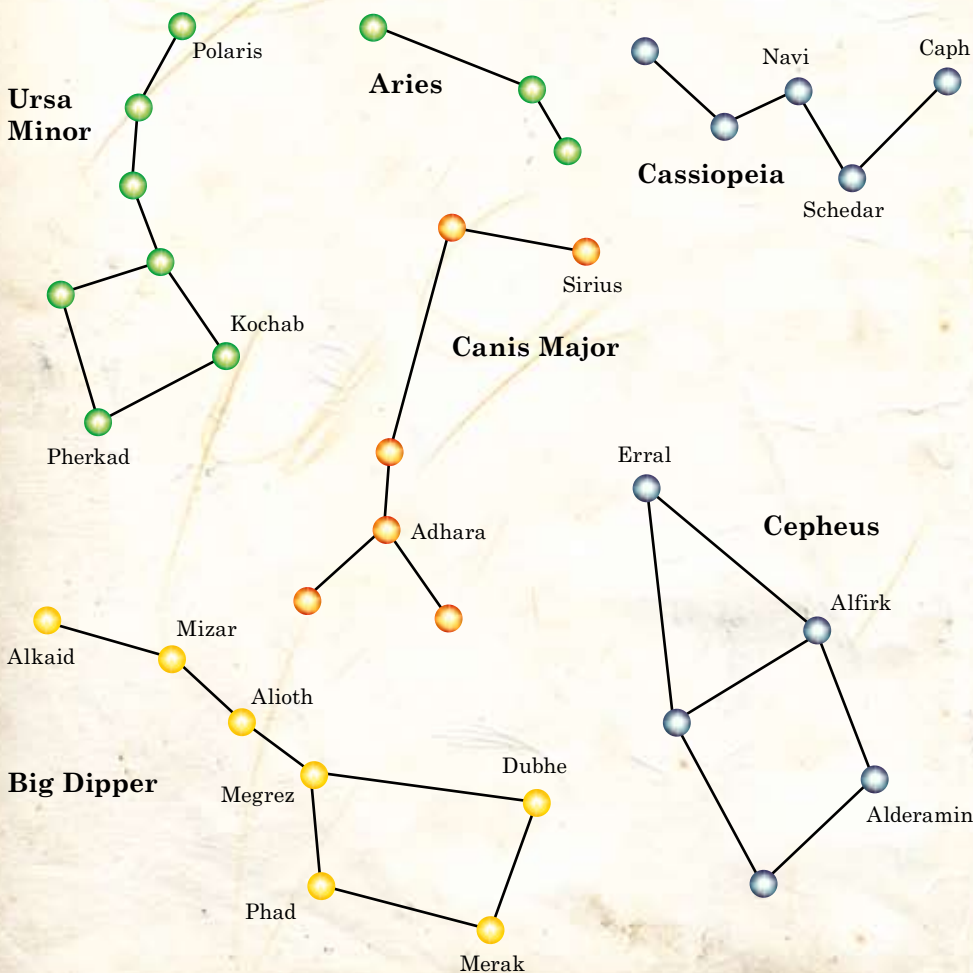 Polaris
Ursa
Minor
Kochab
Pherkad
Aries
Navi
Caph
Cassiopeia
Schedar
Sirius
Canis Major
Adhara
Erral
Cepheus
Alfirk
Alderamin
Alkaid
Mizar
Alioth
Big Dipper
Megrez
Dubhe
Phad
Merak